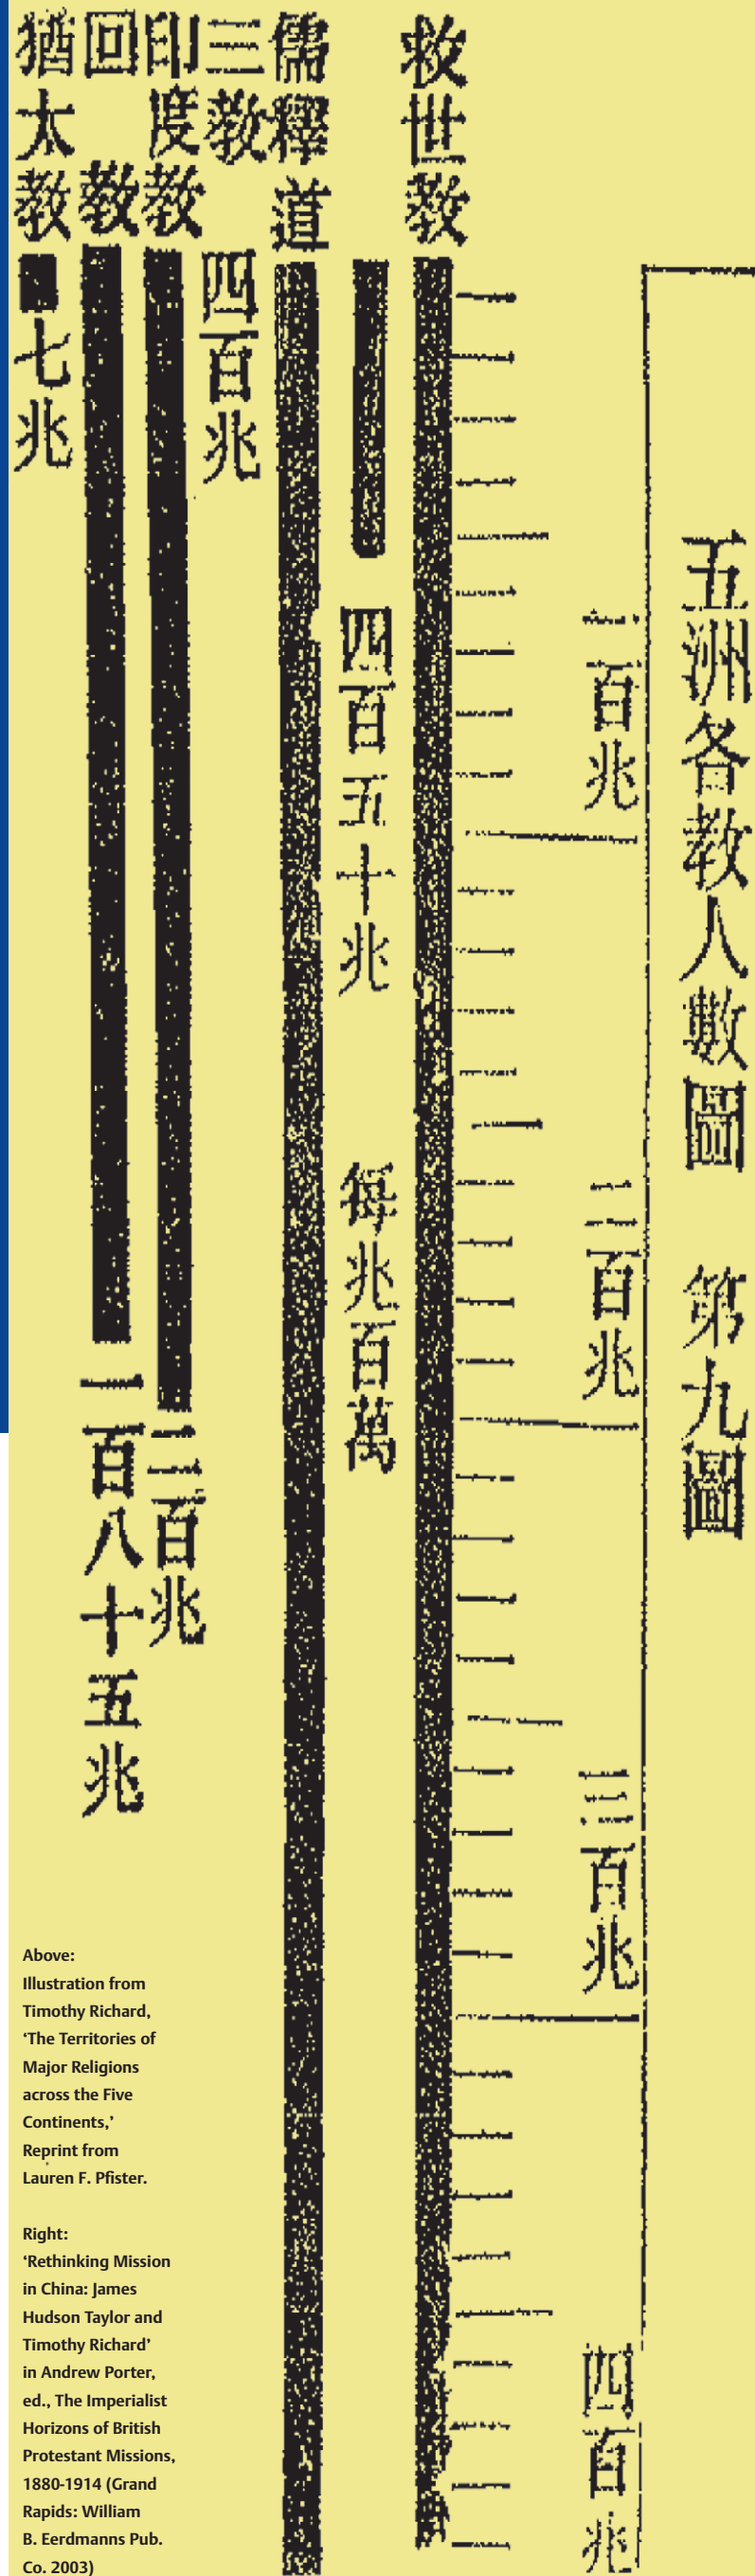 五洲各教人數圖 第九圖
一百兆
二百兆
三百兆
四百兆
救世教
四百五十兆
每兆百萬
儒釋道
三教
四百兆
印度教
二百兆
回教
一百八十五兆
猶太教
七兆
Above:
Illustration from
Timothy Richard,
‘The Territories of
Major Religions
across the Five
Continents,’
Reprint from
Lauren F. Pfister.
Right:
‘Rethinking Mission
in China: James
Hudson Taylor and
Timothy Richard’
in Andrew Porter,
ed., The Imperialist
Horizons of British
Protestant Missions,
1880-1914 (Grand
Rapids: William
B. Eerdmanns Pub.
Co. 2003)